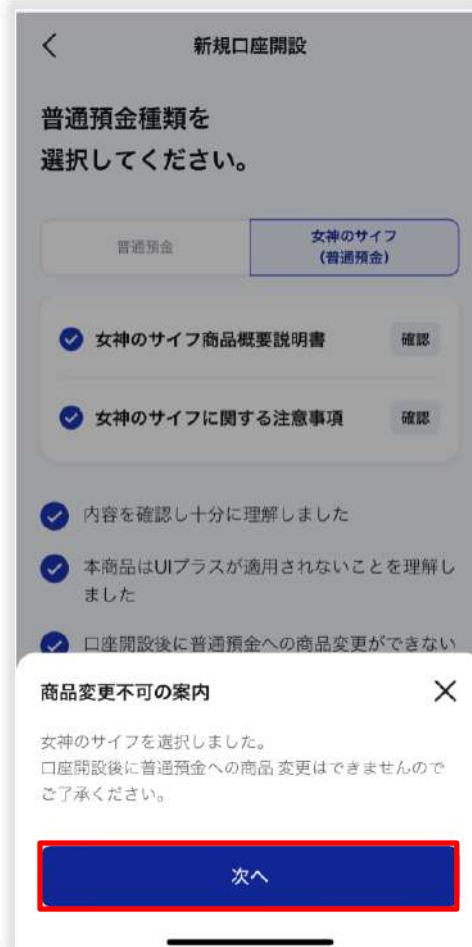 新規口座開設
普通預金種類を
選択してください。
普通預金
女神のサイフ
(普通預金)
女神のサイフ商品概要説明書
確認
女神のサイフに関する注意事項
確認
内容を確認し十分に理解しました
本商品はUIプラスが適用されないことを理解し
ました
口座開設後に普通預金への商品変更ができない
商品変更不可の案内
女神のサイフを選択しました。
口座開設後に普通預金への商品 変更はできませんので
ご了承ください。
次へ